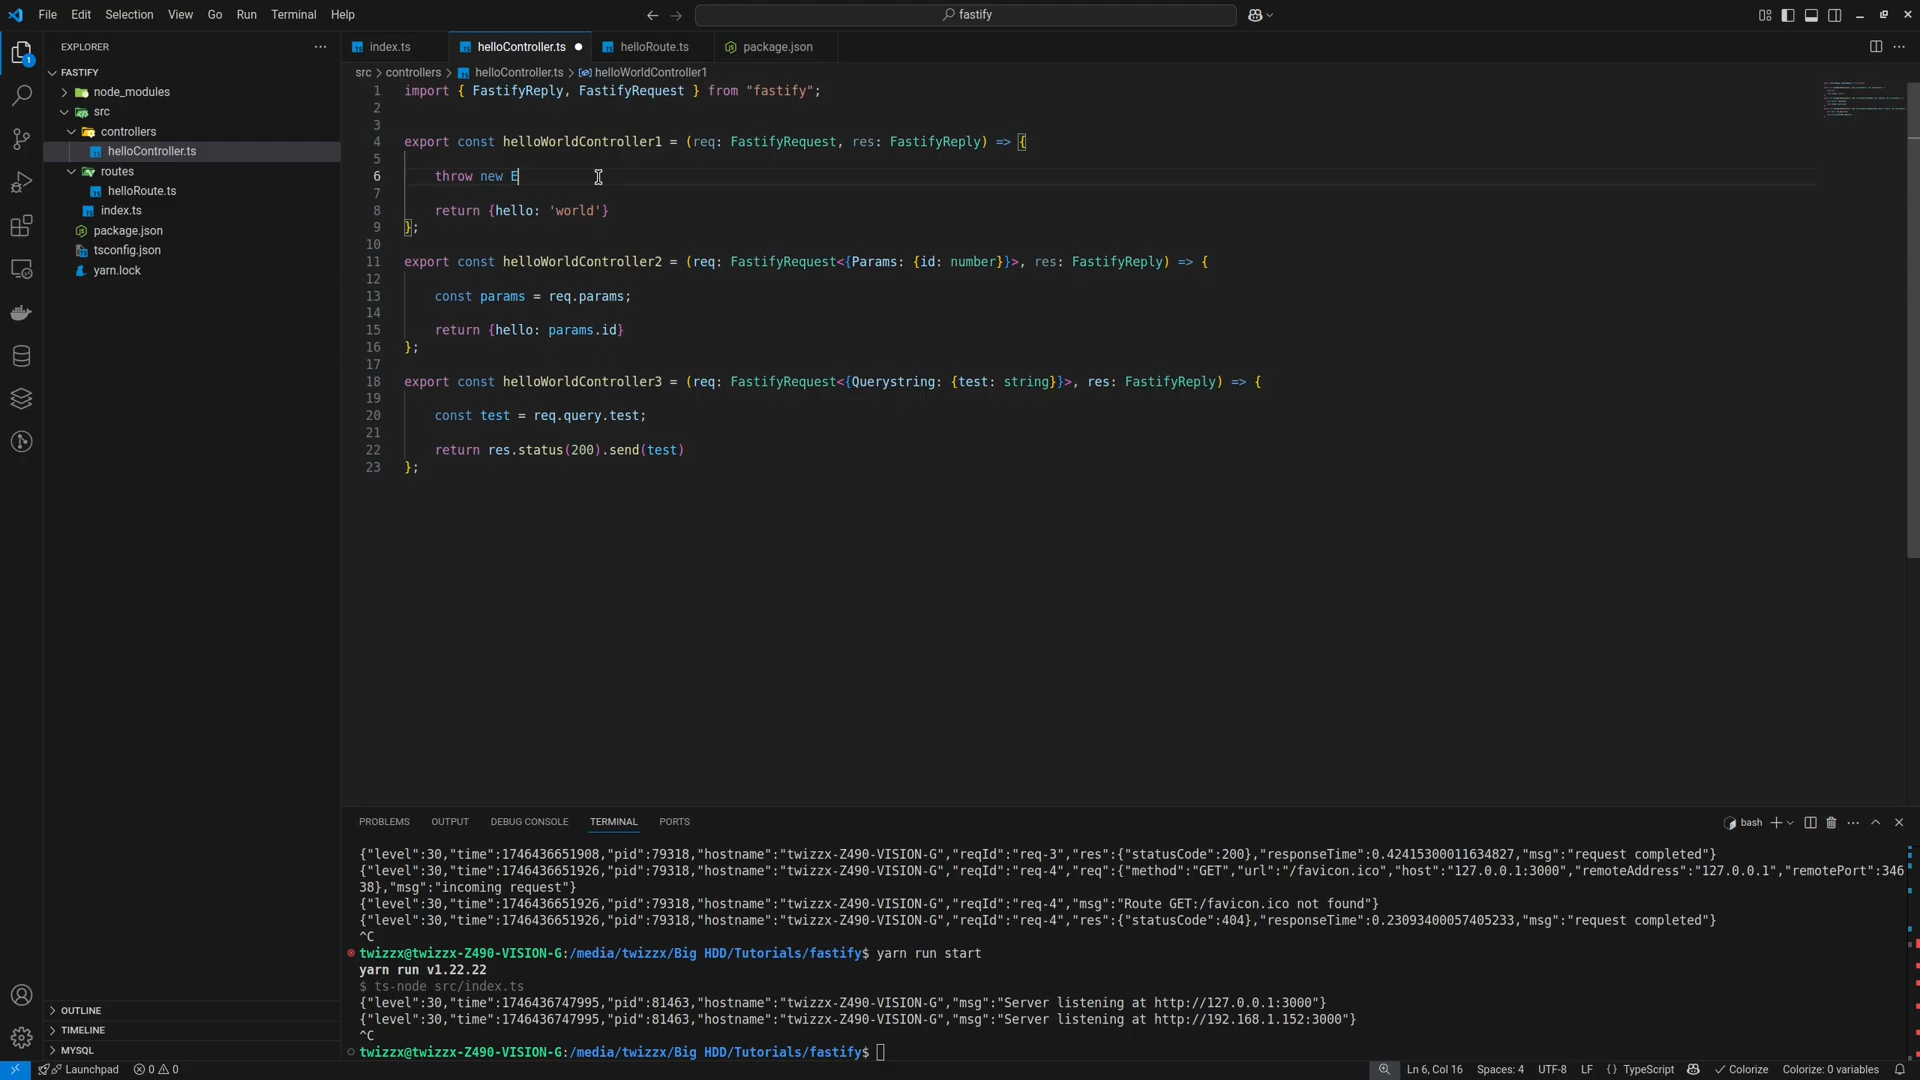 File Edit Selection View Go Run Terminal Help
fastify
EXPLORER
FASTIFY
node_modules
src
controllers
helloController.ts
routes
helloRoute.ts
index.ts
package.json
tsconfig.json
yarn.lock
OUTLINE
TIMELINE
MYSQL
index.ts helloController.ts helloRoute.ts package.json
src > controllers > helloController.ts > helloWorldController1
1 import { FastifyReply, FastifyRequest } from "fastify";
2
3
4 export const helloWorldController1 = (req: FastifyRequest, res: FastifyReply) => {
5
6 throw new E
7
8 return {hello: 'world'}
9 };
10
11 export const helloWorldController2 = (req: FastifyRequest<{Params: {id: number}}>, res: FastifyReply) => {
12
13 const params = req.params;
14
15 return {hello: params.id}
16 };
17
18 export const helloWorldController3 = (req: FastifyRequest<{Querystring: {test: string}}>, res: FastifyReply) => {
19
20 const test = req.query.test;
21
22 return res.status(200).send(test)
23 };
PROBLEMS OUTPUT DEBUG CONSOLE TERMINAL PORTS
bash
{"level":30,"time":1746436651908,"pid":79318,"hostname":"twizzx-Z490-VISION-G","reqId":"req-3","res":{"statusCode":200},"responseTime":0.42415300011634827,"msg":"request completed"}
{"level":30,"time":1746436651926,"pid":79318,"hostname":"twizzx-Z490-VISION-G","reqId":"req-4","req":{"method":"GET","url":"/favicon.ico","host":"127.0.0.1:3000","remoteAddress":"127.0.0.1","remotePort":346
38},"msg":"incoming request"}
{"level":30,"time":1746436651926,"pid":79318,"hostname":"twizzx-Z490-VISION-G","reqId":"req-4","msg":"Route GET:/favicon.ico not found"}
{"level":30,"time":1746436651926,"pid":79318,"hostname":"twizzx-Z490-VISION-G","reqId":"req-4","res":{"statusCode":404},"responseTime":0.23093400057405233,"msg":"request completed"}
^C
twizzx@twizzx-Z490-VISION-G:/media/twizzx/Big HDD/Tutorials/fastify$ yarn run start
yarn run v1.22.22
$ ts-node src/index.ts
{"level":30,"time":1746436747995,"pid":81463,"hostname":"twizzx-Z490-VISION-G","msg":"Server listening at http://127.0.0.1:3000"}
{"level":30,"time":1746436747995,"pid":81463,"hostname":"twizzx-Z490-VISION-G","msg":"Server listening at http://192.168.1.152:3000"}
^C
twizzx@twizzx-Z490-VISION-G:/media/twizzx/Big HDD/Tutorials/fastify$
Launchpad 0 0 Ln 6, Col 16 Spaces: 4 UTF-8 LF {} TypeScript Colorize Colorize: 0 variables